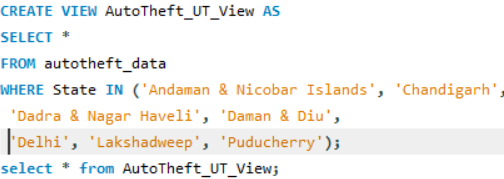 CREATE VIEW AutoTheft_UT_View AS
SELECT *
FROM autotheft_data
WHERE State IN ('Andaman & Nicobar Islands', 'Chandigarh',
'Dadra & Nagar Haveli', 'Daman & Diu',
'Delhi', 'Lakshadweep', 'Puducherry');
select * from AutoTheft_UT_View;